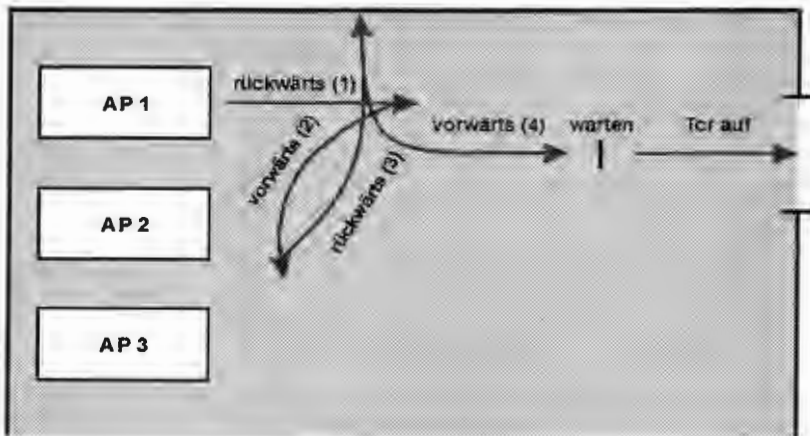 AP 1
rückwärts (1)
vorwärts (2)
rückwärts (3)
vorwärts (4)
warten
Tor auf
AP 2
AP 3